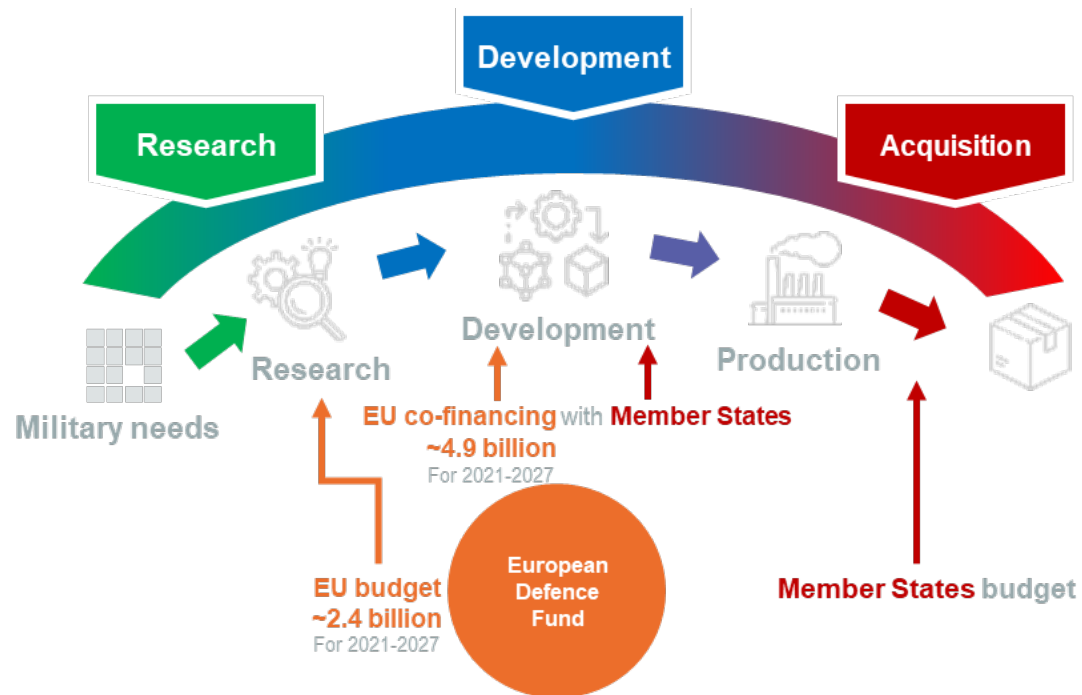 Development
Research
Acquisition
Development
Production
Research
Military needs
EU co-financing with Member States
~4.9 billion
For 2021-2027
European
Defence
Fund
EU budget
~2.4 billion
For 2021-2027
Member States budget